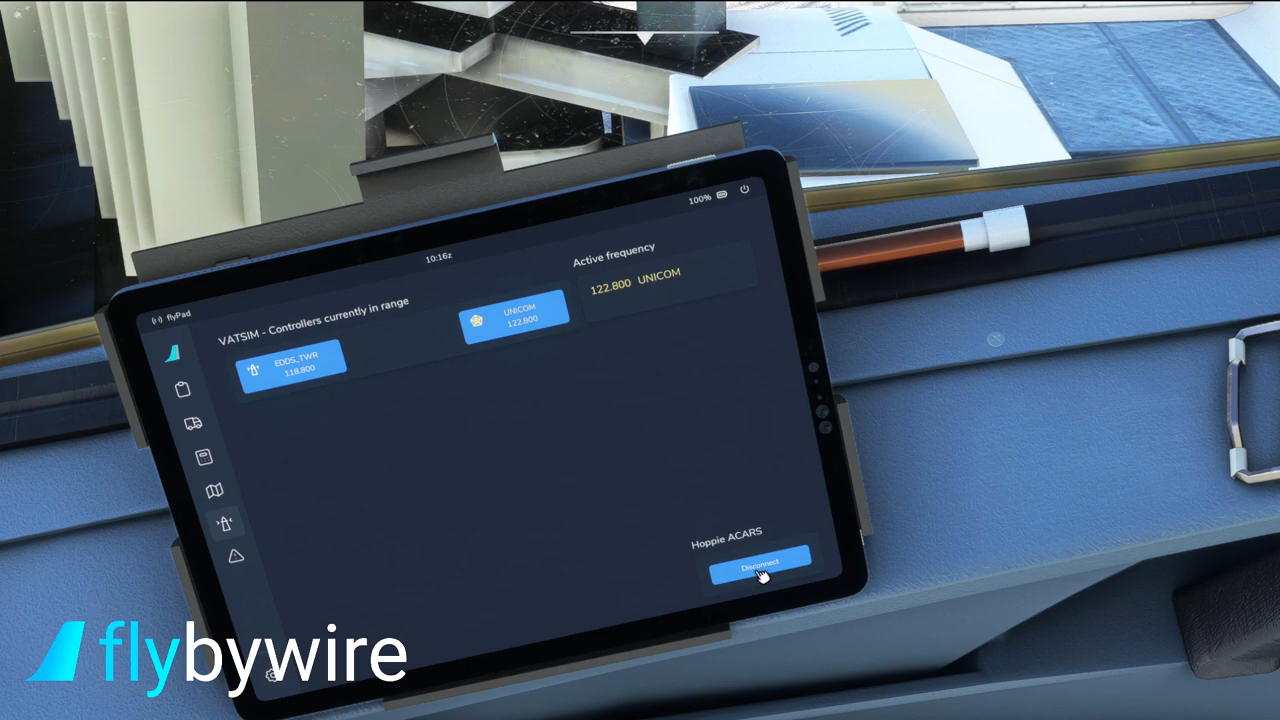 100%
10:16z
flyPad
VATSIM - Controllers currently in range
Active frequency
EDDS_TWR
118.800
UNICOM
122.800
122.800 UNICOM
Hoppie ACARS
Disconnect
flybywire